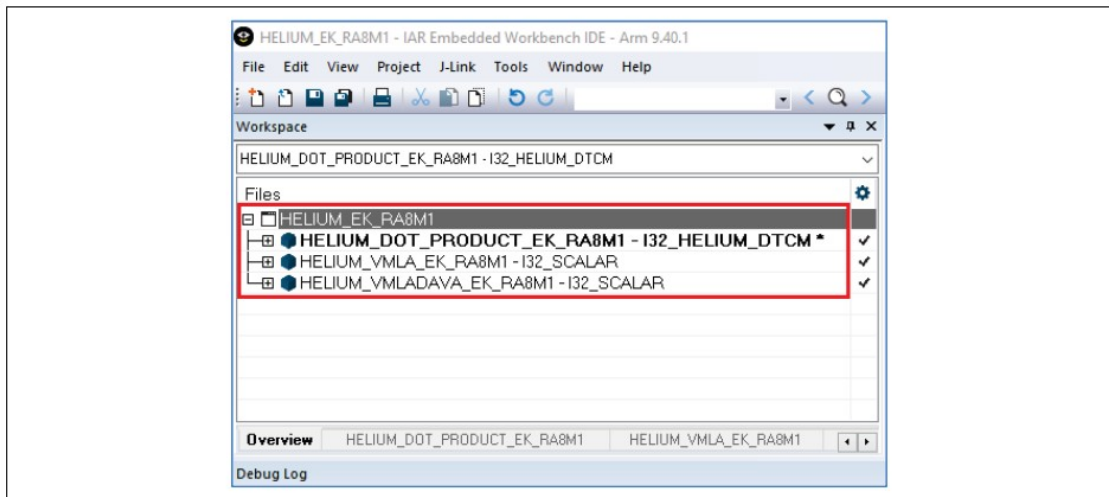 HELIUM_EK_RA8M1 - IAR Embedded Workbench IDE - Arm 9.40.1
File Edit View Project J-Link Tools Window Help
Workspace
HELIUM_DOT_PRODUCT_EK_RA8M1 - I32_HELIUM_DTCM
Files
HELIUM_EK_RA8M1
HELIUM_DOT_PRODUCT_EK_RA8M1 - I32_HELIUM_DTCM *
HELIUM_VMLA_EK_RA8M1 - I32_SCALAR
HELIUM_VMLADAVA_EK_RA8M1 - I32_SCALAR
Overview HELIUM_DOT_PRODUCT_EK_RA8M1 HELIUM_VMLA_EK_RA8M1
Debug Log